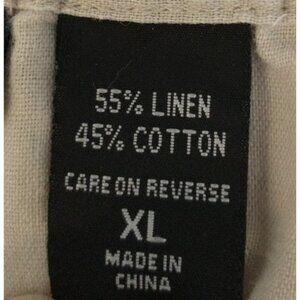 55% LINEN
45% COTTON
CARE ON REVERSE
XL
MADE IN
CHINA